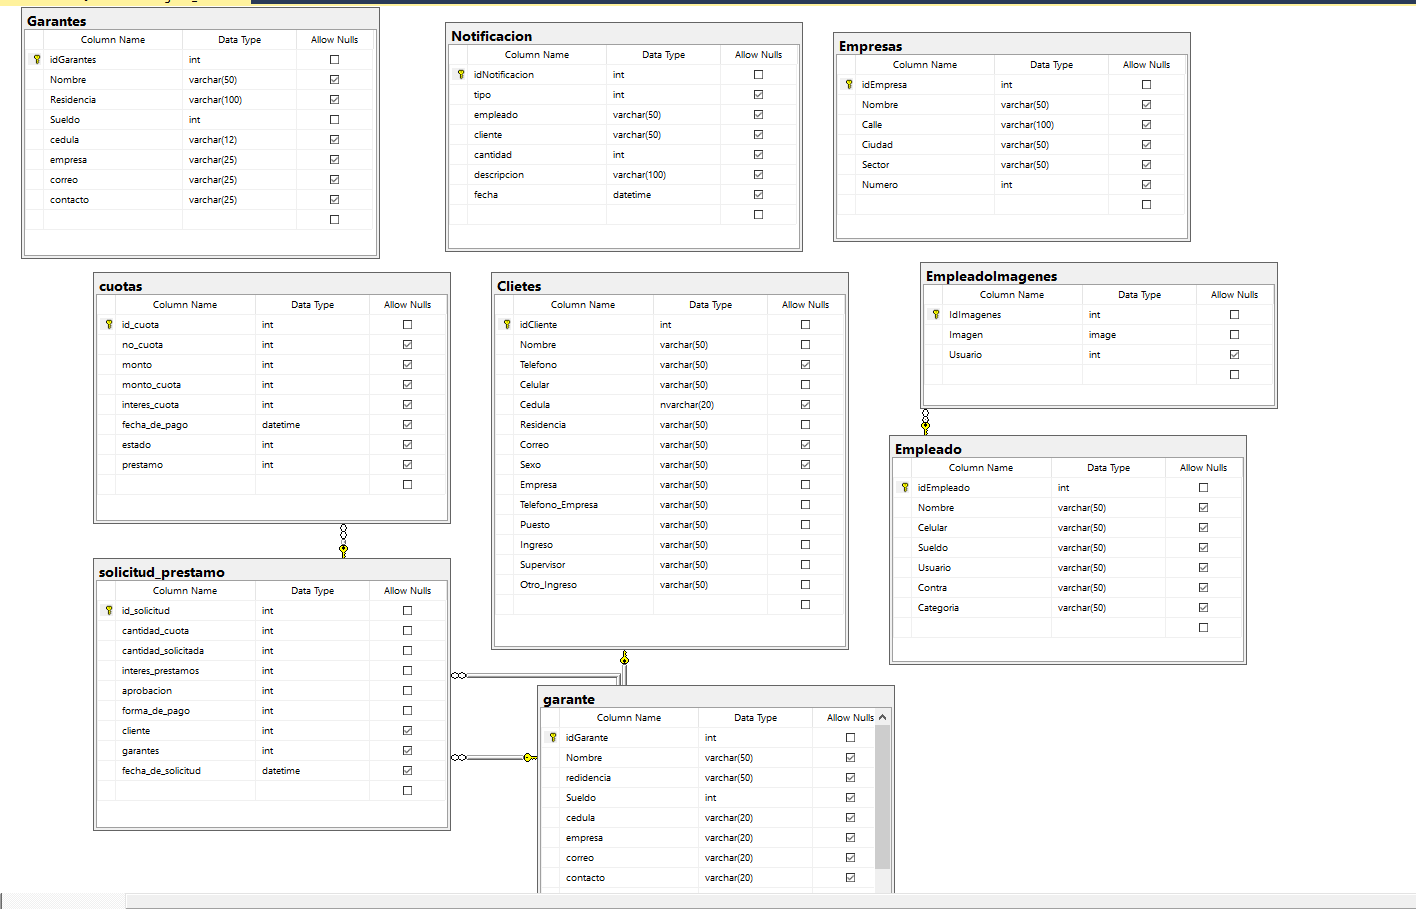 Garantes
Column Name Data Type Allow Nulls
idGarantes int
Nombre varchar(50)
Residencia varchar(100)
Sueldo int
cedula varchar(12)
empresa varchar(25)
correo varchar(25)
contacto varchar(25)
Notificacion
Column Name Data Type Allow Nulls
idNotificacion int
tipo int
empleado varchar(50)
cliente varchar(50)
cantidad int
descripcion varchar(100)
fecha datetime
Empresas
Column Name Data Type Allow Nulls
idEmpresa int
Nombre varchar(50)
Calle varchar(100)
Ciudad varchar(50)
Sector varchar(50)
Numero int
cuotas
Column Name Data Type Allow Nulls
id_cuota int
no_cuota int
monto int
monto_cuota int
interes_cuota int
fecha_de_pago datetime
estado int
prestamo int
Clietes
Column Name Data Type Allow Nulls
idCliente int
Nombre varchar(50)
Telefono varchar(50)
Celular varchar(50)
Cedula nvarchar(20)
Residencia varchar(50)
Correo varchar(50)
Sexo varchar(50)
Empresa varchar(50)
Telefono_Empresa varchar(50)
Puesto varchar(50)
Ingreso varchar(50)
Supervisor varchar(50)
Otro_Ingreso varchar(50)
EmpleadoImagenes
Column Name Data Type Allow Nulls
IdImagenes int
Imagen image
Usuario int
Empleado
Column Name Data Type Allow Nulls
idEmpleado int
Nombre varchar(50)
Celular varchar(50)
Sueldo varchar(50)
Usuario varchar(50)
Contra varchar(50)
Categoria varchar(50)
solicitud_prestamo
Column Name Data Type Allow Nulls
id_solicitud int
cantidad_cuota int
cantidad_solicitada int
interes_prestamos int
aprobacion int
forma_de_pago int
cliente int
garantes int
fecha_de_solicitud datetime
garante
Column Name Data Type Allow Nulls
idGarante int
Nombre varchar(50)
redidencia varchar(50)
Sueldo int
cedula varchar(20)
empresa varchar(20)
correo varchar(20)
contacto varchar(20)